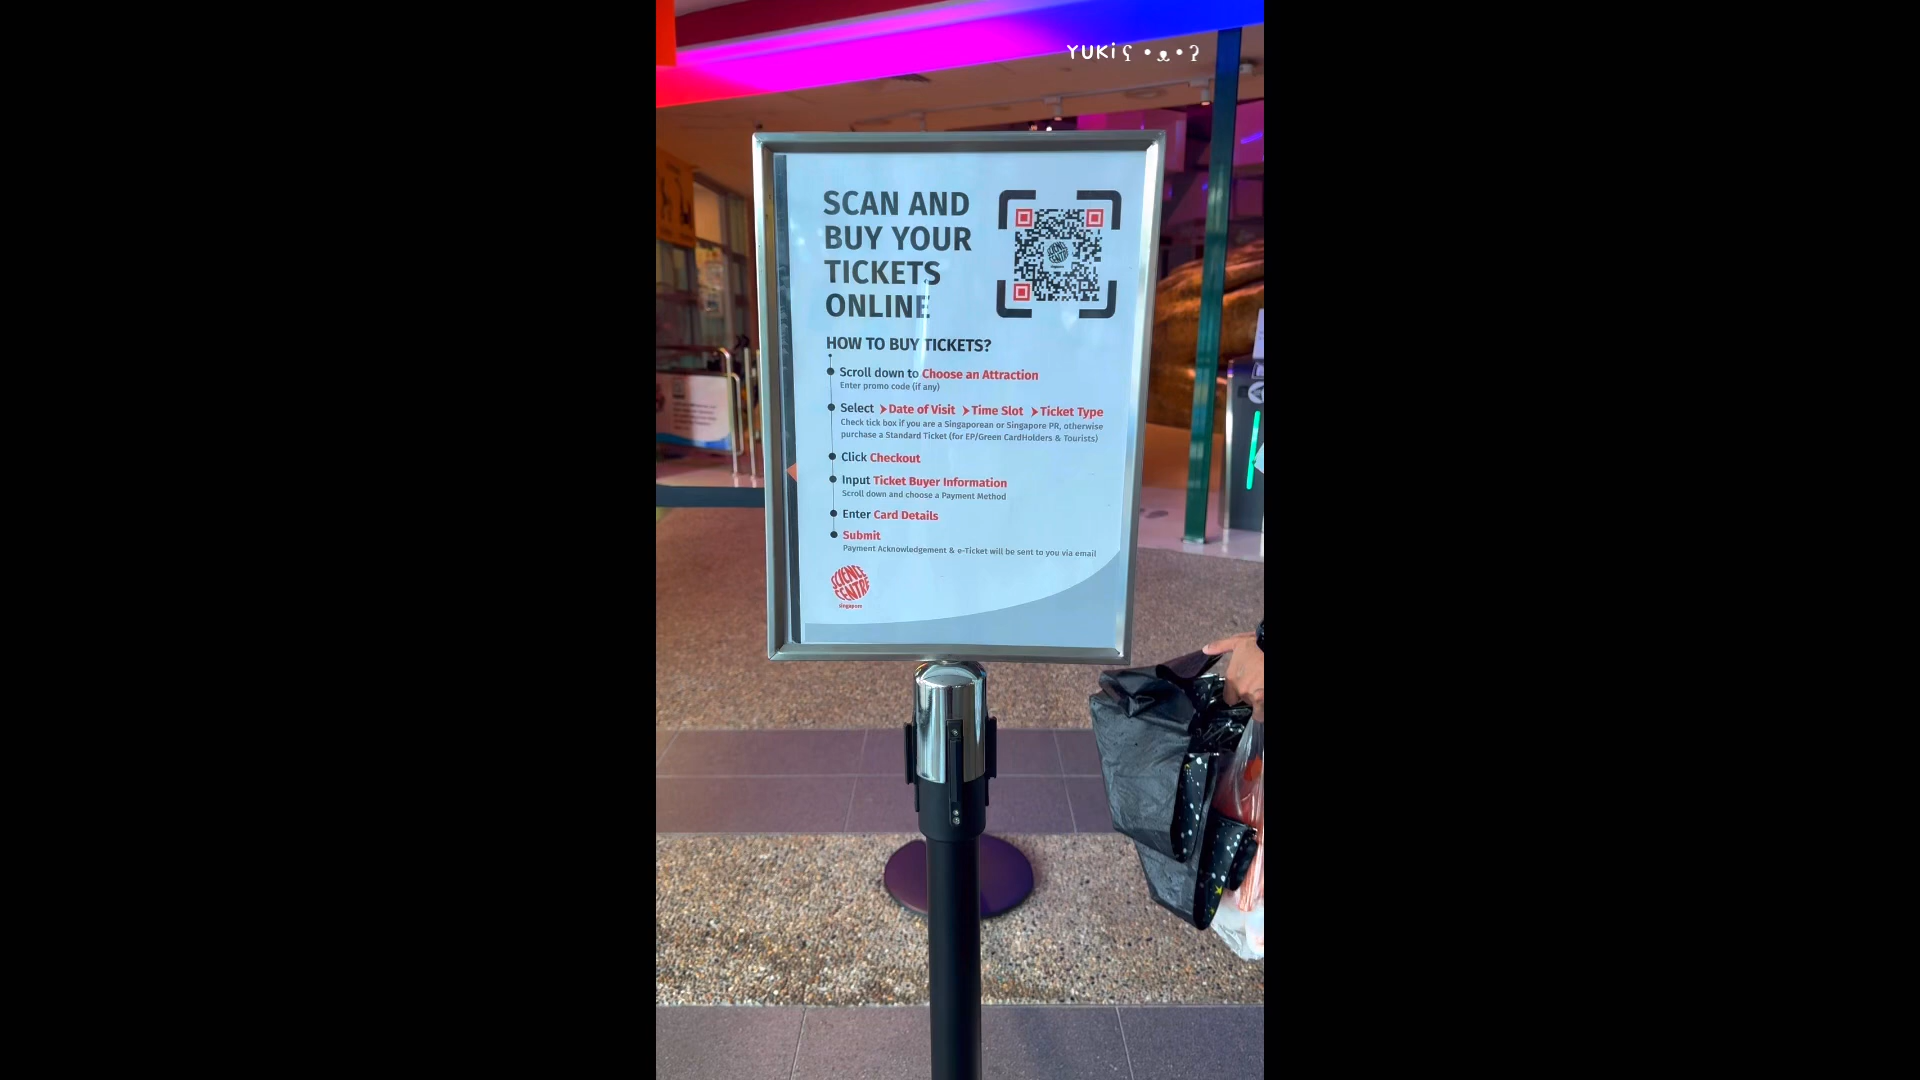 YUKi ʕ •ᴥ• ʔ
SCAN AND
BUY YOUR
TICKETS
ONLINE
SCIENCE
CENTRE
Singapore
HOW TO BUY TICKETS?
Scroll down to Choose an Attraction
Enter promo code (if any)
Select ➤Date of Visit ➤Time Slot ➤Ticket Type
Check tick box if you are a Singaporean or Singapore PR, otherwise
purchase a Standard Ticket (for EP/Green CardHolders & Tourists)
Click Checkout
Input Ticket Buyer Information
Scroll down and choose a Payment Method
Enter Card Details
Submit
Payment Acknowledgement & e-Ticket will be sent to you via email
SCIENCE
CENTRE
Singapore